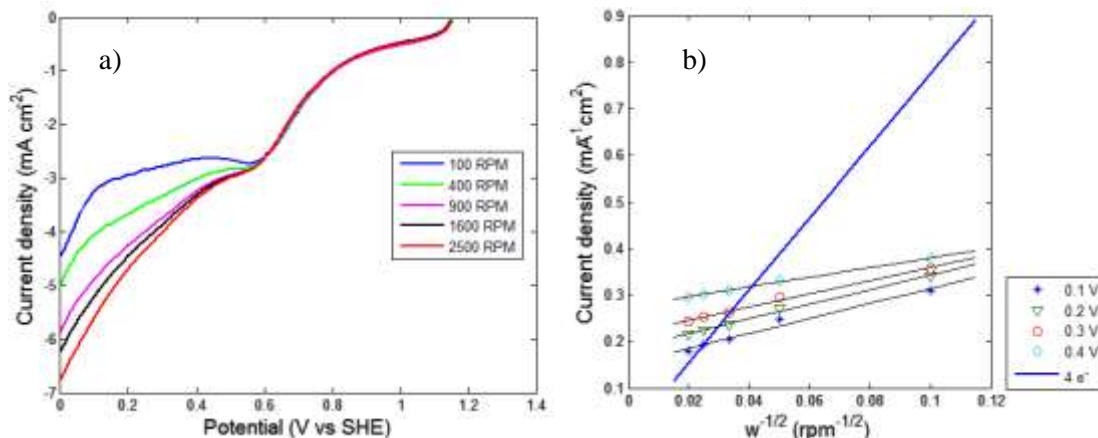 a)
0
-1
-2
-3
-4
-5
-6
-7
Current density (mA cm-2)
0 0.2 0.4 0.6 0.8 1 1.2 1.4
Potential (V vs SHE)
100 RPM
400 RPM
900 RPM
1600 RPM
2500 RPM
b)
0.9
0.8
0.7
0.6
0.5
0.4
0.3
0.2
0.1
Current density (mA-1 cm2)
0 0.02 0.04 0.06 0.08 0.1 0.12
w-1/2 (rpm-1/2)
0.1 V
0.2 V
0.3 V
0.4 V
4 e-